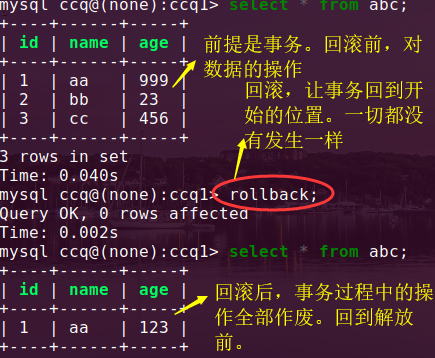 mysql ccq@(none):ccq1> select * from abc;
+----+------+-----+
| id | name | age |
+----+------+-----+
| 1 | aa | 999 |
| 2 | bb | 23 |
| 3 | cc | 456 |
+----+------+-----+
前提是事务。回滚前，对
数据的操作
回滚，让事务回到开
始的位置。一切都没
有发生一样
3 rows in set
Time: 0.040s
mysql ccq@(none):ccq1> rollback;
Query OK, 0 rows affected
Time: 0.002s
mysql ccq@(none):ccq1> select * from abc;
+----+------+-----+
| id | name | age |
+----+------+-----+
| 1 | aa | 123 |
+----+------+-----+
回滚后，事务过程中的操
作全部作废。回到解放
前。